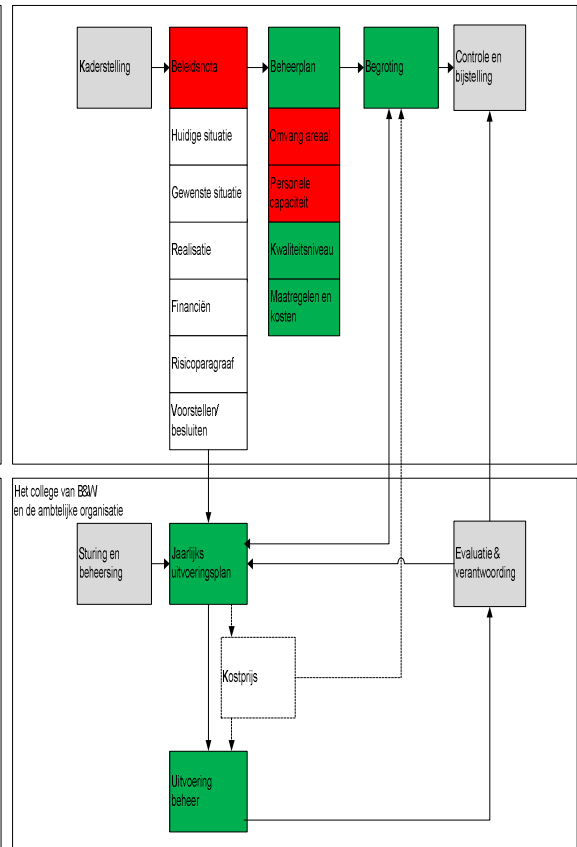 Kaderstelling
Beleidsnota
Beheerplan
Begroting
Controle en
bijstelling
Huidige situatie
Gewenste situatie
Realisatie
Financiën
Risicoparagraaf
Voorstellen/
besluiten
Omvang areaal
Personele
capaciteit
Kwaliteitsniveau
Maatregelen en
kosten
Het college van B&W
en de ambtelijke organisatie
Sturing en
beheersing
Jaarlijks
uitvoeringsplan
Evaluatie &
verantwoording
Kostprijs
Uitvoering
beheer